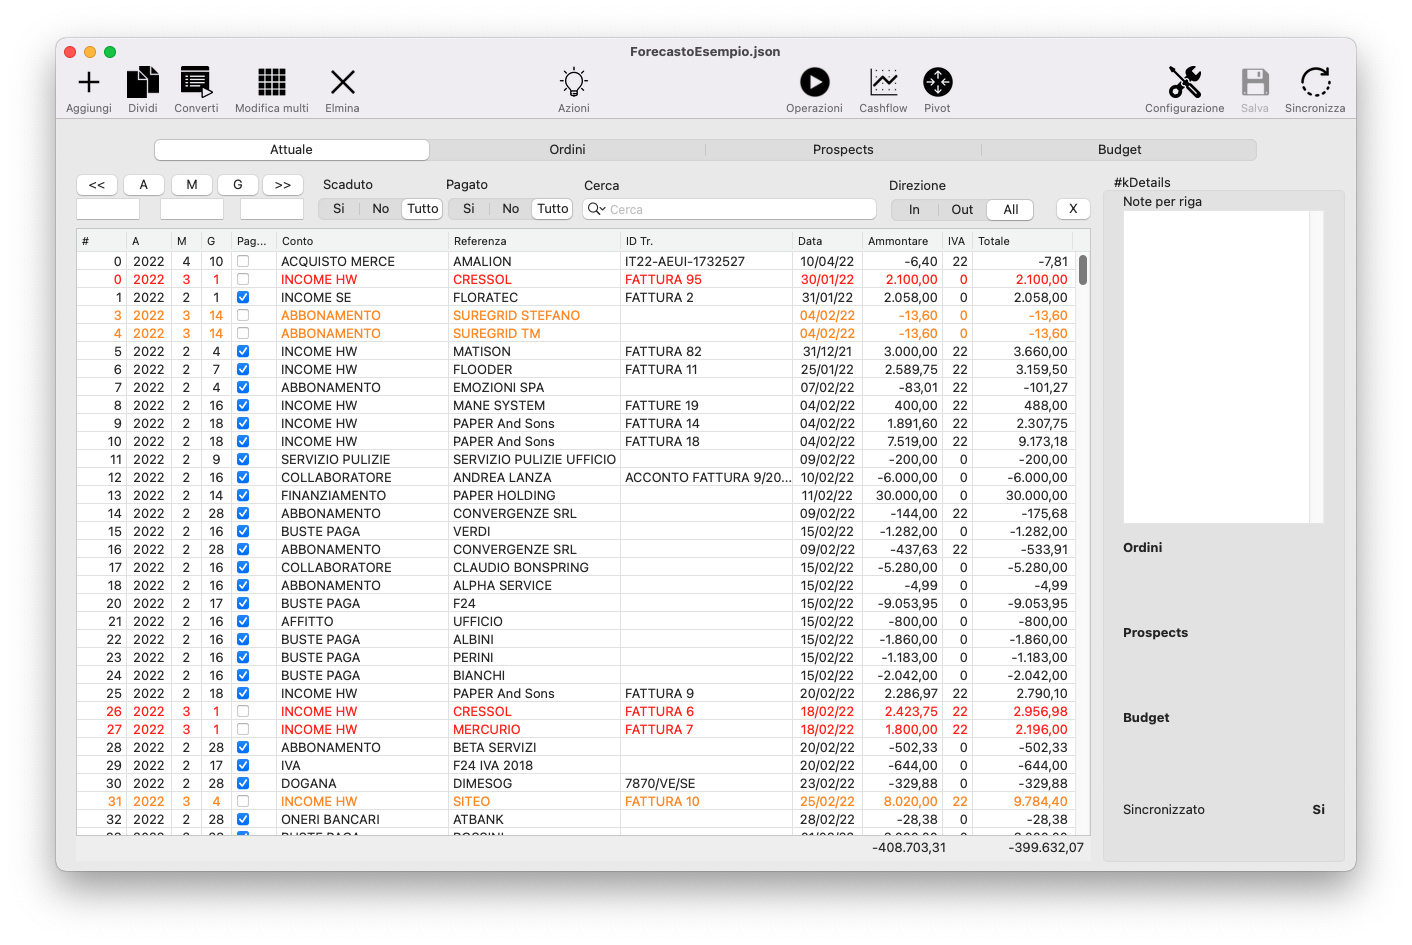 ForecastoEsempio.json
Aggiungi Dividi Converti Modifica multi Elmina Azioni Operazioni Cashflow Pivot Configurazione Salva Sincronizza
Attuale Ordini Prospects Budget
<< A M G >> Scaduto Pagato Cerca Direzione
Si No Tutto Si No Tutto Cerca In Out All X
#kDetails
Note per riga
# A M G Pag... Conto Referenza ID Tr. Data Ammontare IVA Totale
0 2022 4 10 ACQUISTO MERCE AMALION IT22-AEUI-1732527 10/04/22 -6,40 22 -7,81
0 2022 3 1 INCOME HW CRESSOL FATTURA 95 30/01/22 2.100,00 0 2.100,00
1 2022 2 1 INCOME SE FLORATEC FATTURA 2 31/01/22 2.058,00 0 2.058,00
3 2022 3 14 ABBONAMENTO SUREGRID STEFANO 04/02/22 -13,60 0 -13,60
4 2022 3 14 ABBONAMENTO SUREGRID TM 04/02/22 -13,60 0 -13,60
5 2022 2 4 INCOME HW MATISON FATTURA 82 31/12/21 3.000,00 22 3.660,00
6 2022 2 7 INCOME HW FLOODER FATTURA 11 25/01/22 2.589,75 22 3.159,50
7 2022 2 4 ABBONAMENTO EMOZIONI SPA 07/02/22 -83,01 22 -101,27
8 2022 2 16 INCOME HW MANE SYSTEM FATTURE 19 04/02/22 400,00 22 488,00
9 2022 2 18 INCOME HW PAPER And Sons FATTURA 14 04/02/22 1.891,60 22 2.307,75
10 2022 2 18 INCOME HW PAPER And Sons FATTURA 18 04/02/22 7.519,00 22 9.173,18
11 2022 2 9 SERVIZIO PULIZIE SERVIZIO PULIZIE UFFICIO 09/02/22 -200,00 0 -200,00
12 2022 2 16 COLLABORATORE ANDREA LANZA ACCONTO FATTURA 9/20... 10/02/22 -6.000,00 0 -6.000,00
13 2022 2 14 FINANZIAMENTO PAPER HOLDING 11/02/22 30.000,00 0 30.000,00
14 2022 2 28 ABBONAMENTO CONVERGENZE SRL 09/02/22 -144,00 22 -175,68
15 2022 2 16 BUSTE PAGA VERDI 15/02/22 -1.282,00 0 -1.282,00
16 2022 2 28 ABBONAMENTO CONVERGENZE SRL 09/02/22 -437,63 22 -533,91
17 2022 2 16 COLLABORATORE CLAUDIO BONSPRING 15/02/22 -5.280,00 0 -5.280,00
18 2022 2 16 ABBONAMENTO ALPHA SERVICE 15/02/22 -4,99 0 -4,99
20 2022 2 17 BUSTE PAGA F24 15/02/22 -9.053,95 0 -9.053,95
21 2022 2 16 AFFITTO UFFICIO 15/02/22 -800,00 0 -800,00
22 2022 2 16 BUSTE PAGA ALBINI 15/02/22 -1.860,00 0 -1.860,00
23 2022 2 16 BUSTE PAGA PERINI 15/02/22 -1.183,00 0 -1.183,00
24 2022 2 16 BUSTE PAGA BIANCHI 15/02/22 -2.042,00 0 -2.042,00
25 2022 2 18 INCOME HW PAPER And Sons FATTURA 9 20/02/22 2.286,97 22 2.790,10
26 2022 3 1 INCOME HW CRESSOL FATTURA 6 18/02/22 2.423,75 22 2.956,98
27 2022 3 1 INCOME HW MERCURIO FATTURA 7 18/02/22 1.800,00 22 2.196,00
28 2022 2 28 ABBONAMENTO BETA SERVIZI 20/02/22 -502,33 0 -502,33
29 2022 2 17 IVA F24 IVA 2018 20/02/22 -644,00 0 -644,00
30 2022 2 28 DOGANA DIMESOG 7870/VE/SE 23/02/22 -329,88 0 -329,88
31 2022 3 4 INCOME HW SITEO FATTURA 10 25/02/22 8.020,00 22 9.784,40
32 2022 2 28 ONERI BANCARI ATBANK 28/02/22 -28,38 0 -28,38
-408.703,31 -399.632,07
Ordini
Prospects
Budget
Sincronizzato Si